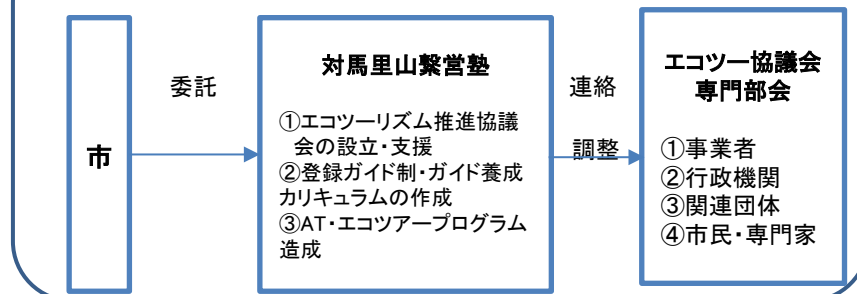 市
委託
対馬里山繋営塾
①エコツーリズム推進協議
会の設立・支援
②登録ガイド制・ガイド養成
カリキュラムの作成
③AT・エコツアープログラム
造成
連絡
調整
エコツー協議会
専門部会
①事業者
②行政機関
③関連団体
④市民・専門家